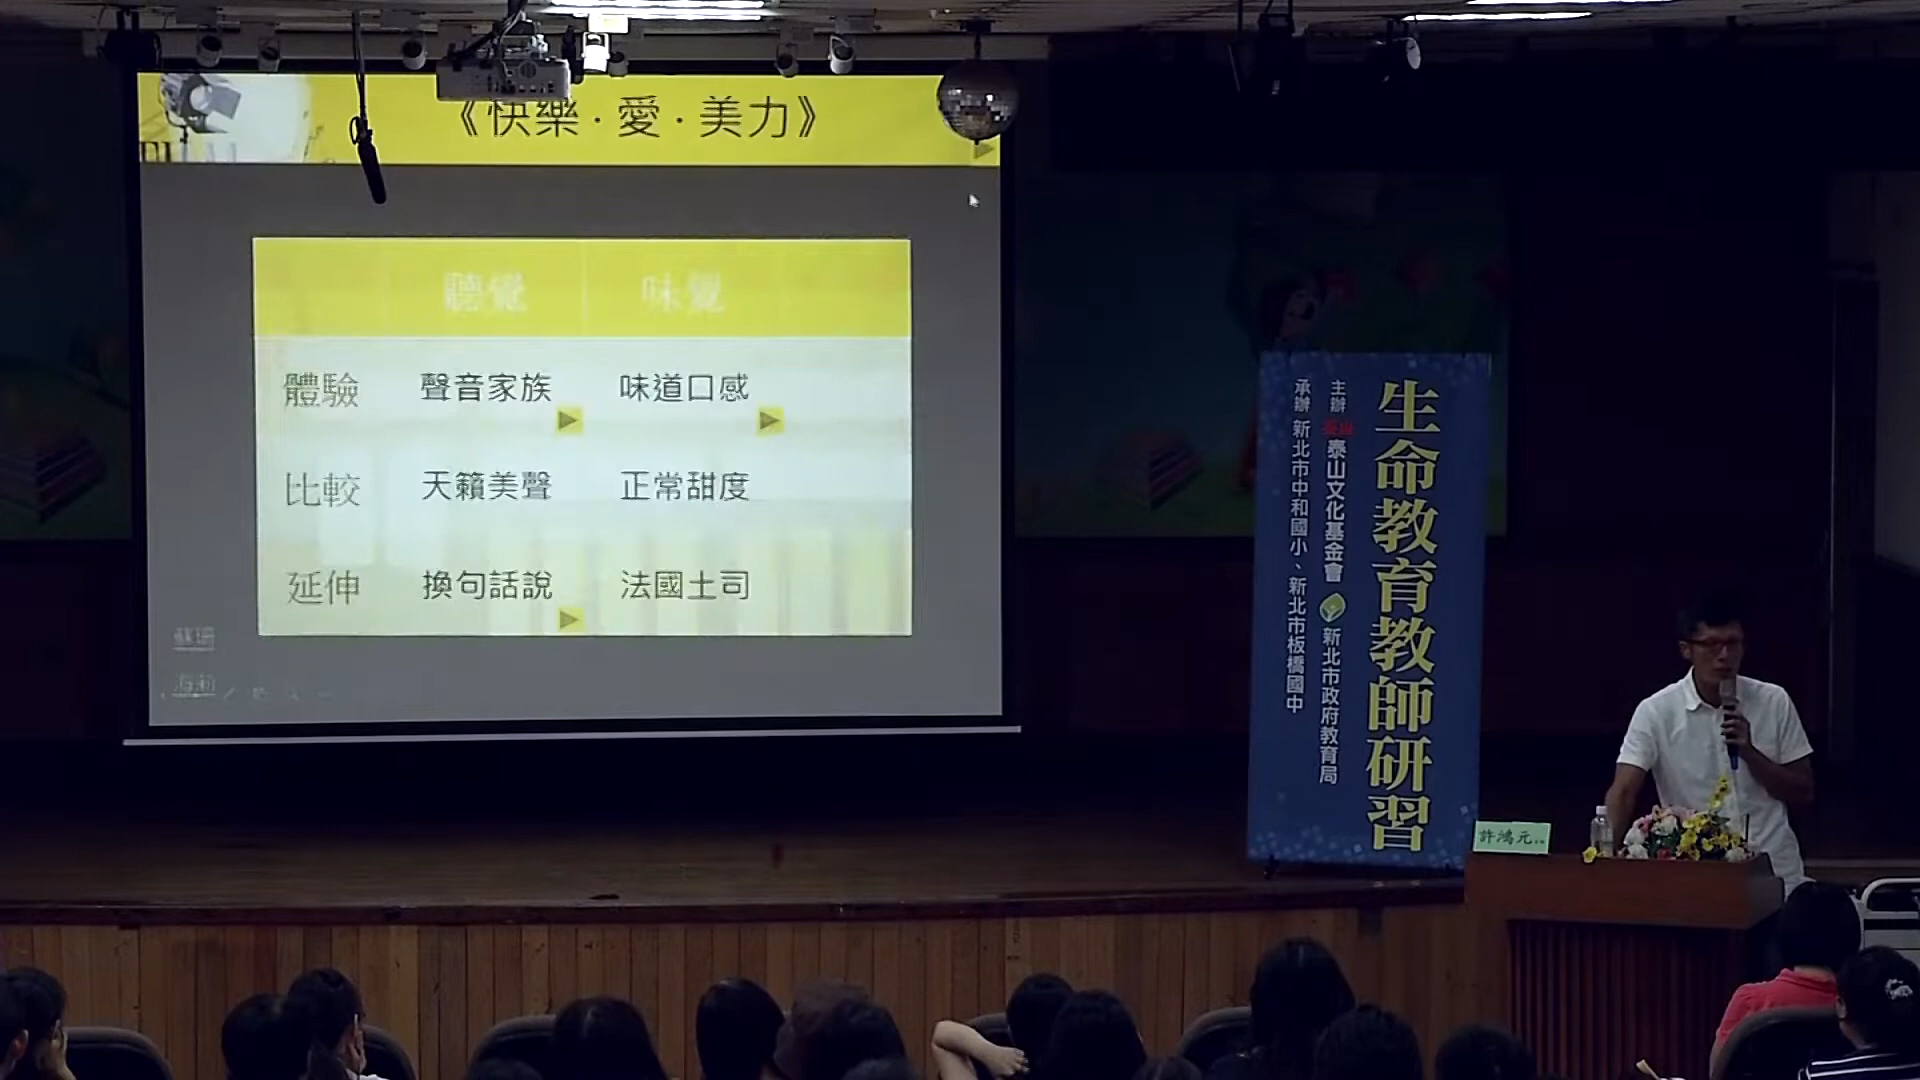 《快樂·愛·美力》
聽覺 味覺
體驗 聲音家族 味道口感
比較 天籟美聲 正常甜度
延伸 換句話說 法國土司
蘇珊
生命教育教師研習
主辦 泰山 泰山文化基金會 新北市政府教育局
承辦 新北市中和國小、新北市板橋國中
許鴻元